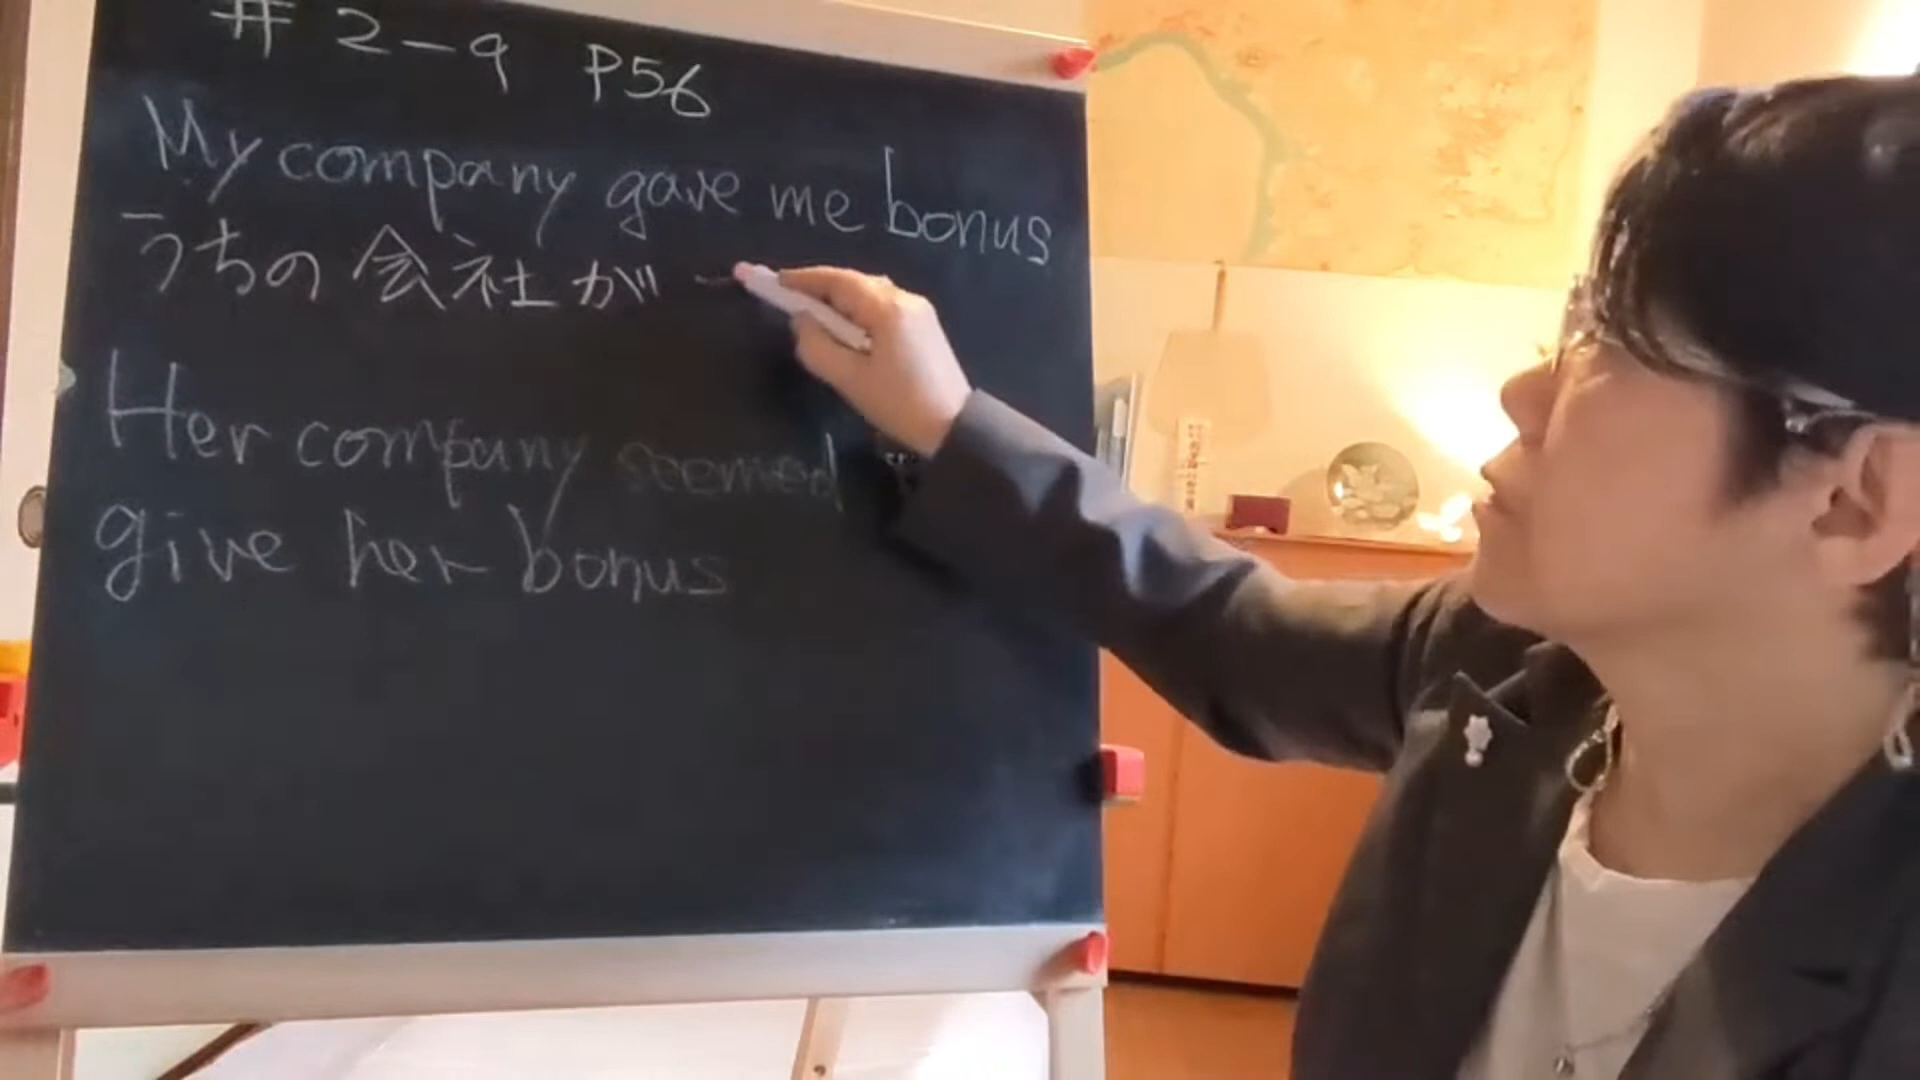 #2-9 P56
My company gave me bonus
うちの会社が
Her company seemed
give her bonus